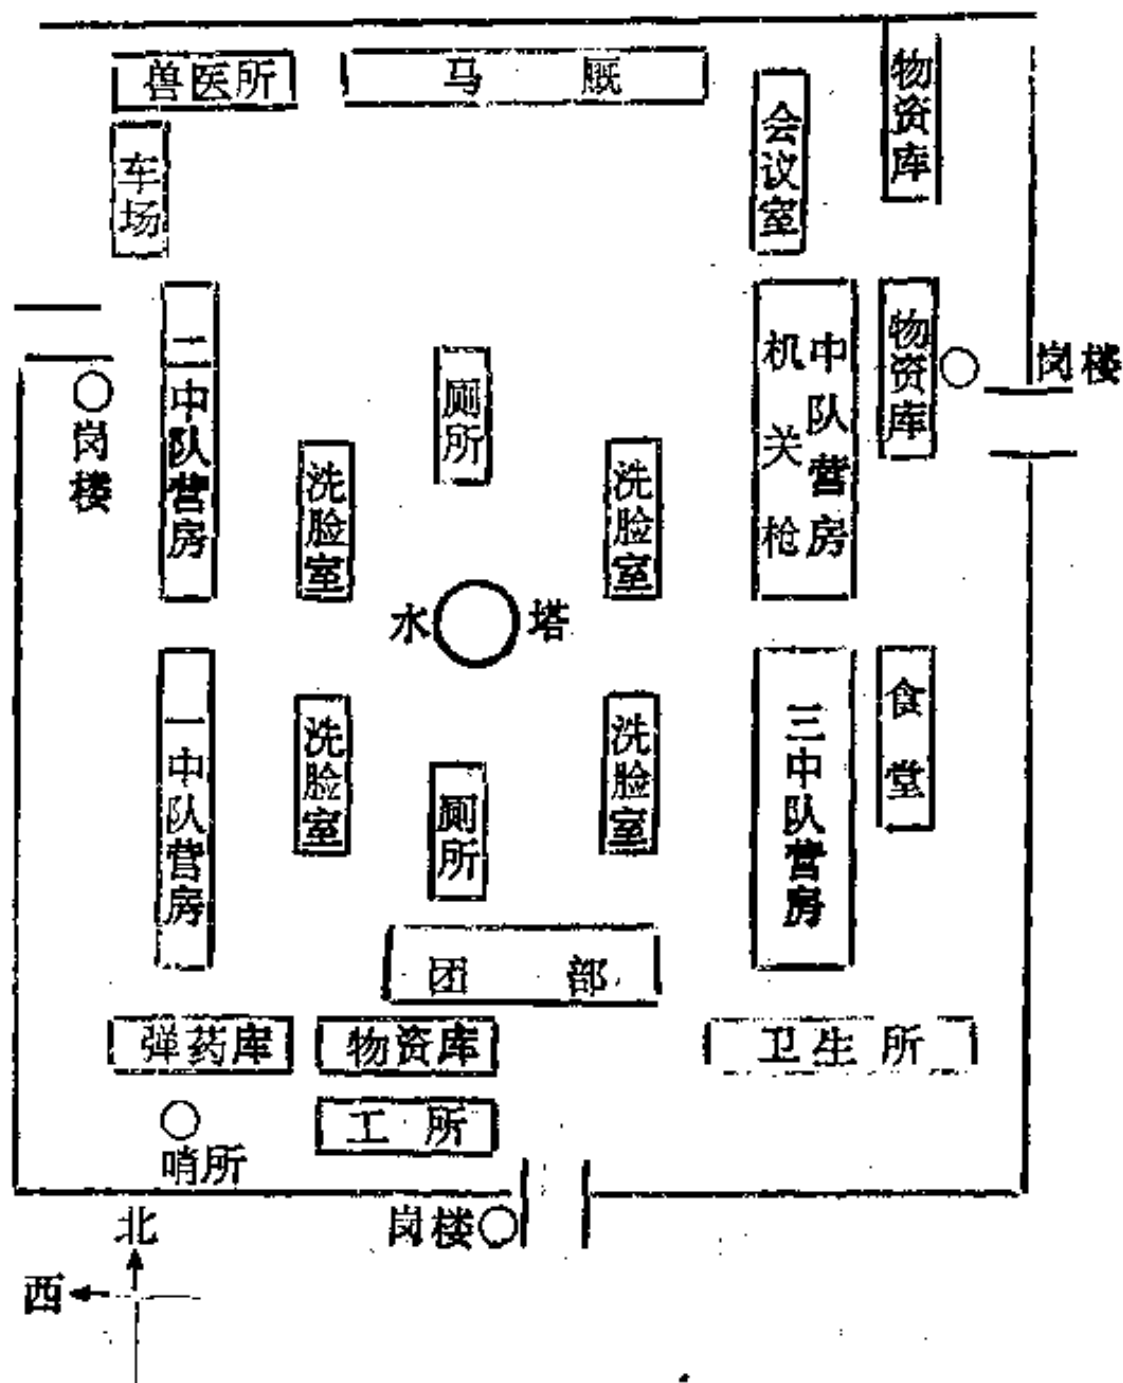 兽医所
马厩
会议室
物资库
车场
二中队营房
厕所
机关枪
中队营房
物资库
岗楼
岗楼
洗脸室
洗脸室
水塔
一中队营房
洗脸室
厕所
洗脸室
三中队营房
食堂
团部
弹药库
物资库
卫生所
工所
哨所
岗楼
北
西